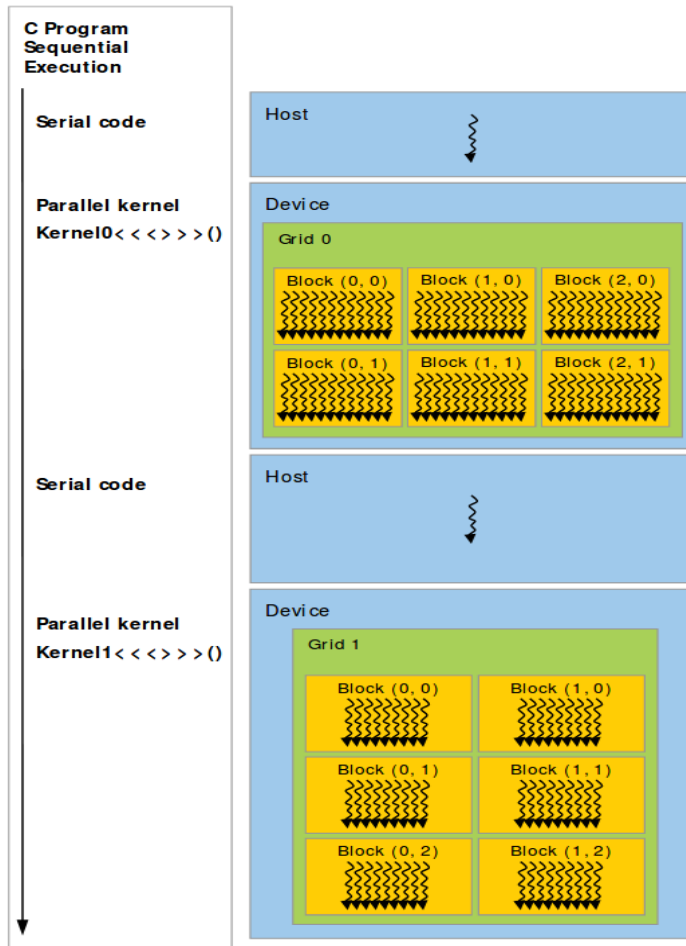 C Program
Sequential
Execution
Serial code
Host
Parallel kernel
Kernel0< < < > > >()
Device
Grid 0
Block (0, 0) Block (1, 0) Block (2, 0)
Block (0, 1) Block (1, 1) Block (2, 1)
Serial code
Host
Parallel kernel
Kernel1< < < > > >()
Device
Grid 1
Block (0, 0) Block (1, 0)
Block (0, 1) Block (1, 1)
Block (0, 2) Block (1, 2)